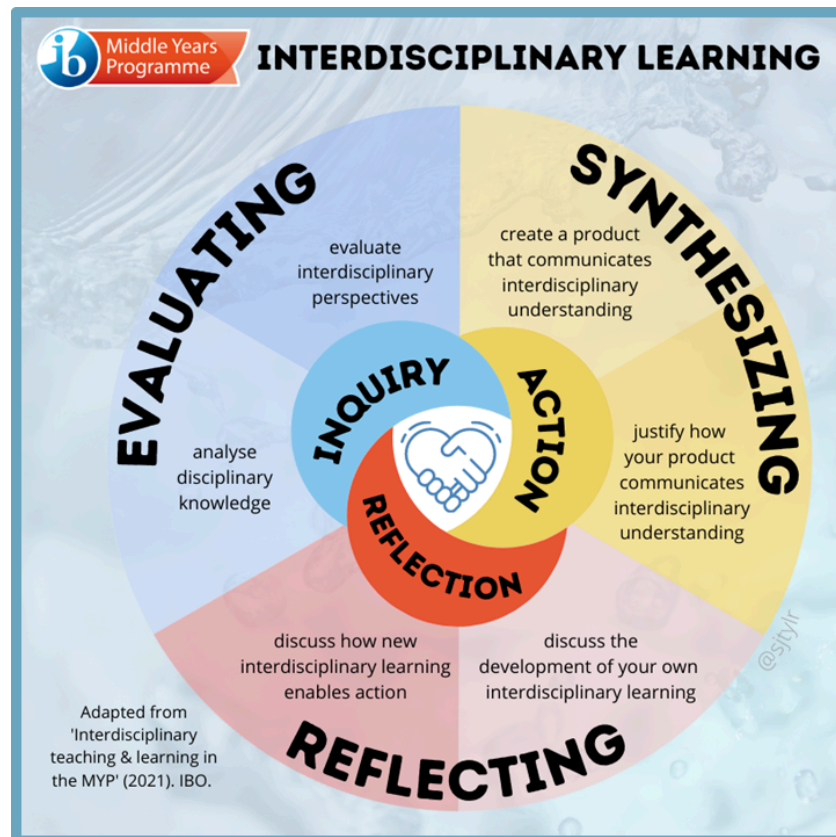 ib
Middle Years
Programme
INTERDISCIPLINARY LEARNING
EVALUATING
evaluate
interdisciplinary
perspectives
analyse
disciplinary
knowledge
SYNTHESIZING
create a product
that communicates
interdisciplinary
understanding
justify how
your product
communicates
interdisciplinary
understanding
INQUIRY
ACTION
REFLECTION
discuss how new
interdisciplinary learning
enables action
discuss the
development of your own
interdisciplinary learning
REFLECTING
@sjtylr
Adapted from
'Interdisciplinary
teaching & learning in
the MYP' (2021). IBO.